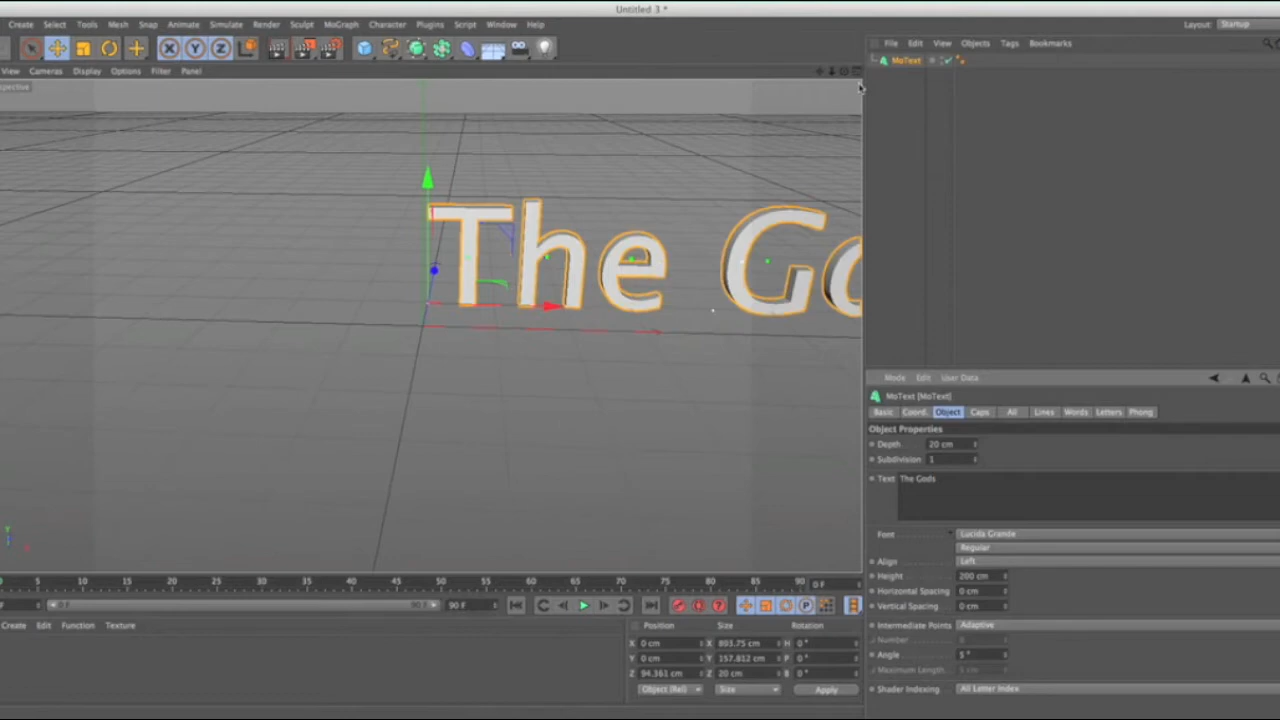 Untitled 3 *
Create Select Tools Mesh Snap Animate Simulate Render Sculpt MoGraph Character Plugins Script Window Help
Layout: Startup
X Y Z
File Edit View Objects Tags Bookmarks
View Cameras Display Options Filter Panel
MoText
spective
The Go
Mode Edit User Data
MoText [MoText]
Basic Coord. Object Caps All Lines Words Letters Phong
Object Properties
Depth 20 cm
Subdivision 1
Text The Gods
Font Lucida Grande
Regular
Align Left
Height 200 cm
Horizontal Spacing 0 cm
Vertical Spacing 0 cm
Intermediate Points Adaptive
Number
Angle 5 °
Maximum Length
Shader Indexing All Letter Index
Y
5 10 15 20 25 30 35 40 45 50 55 60 65 70 75 80 85 90 0 F
F 0 F 90 F 90 F P
Create Edit Function Texture
Position Size Rotation
X 0 cm X 893.75 cm H 0 °
Y 0 cm Y 157.812 cm P 0 °
Z 94.361 cm Z 20 cm B 0 °
Object (Rel) Size Apply